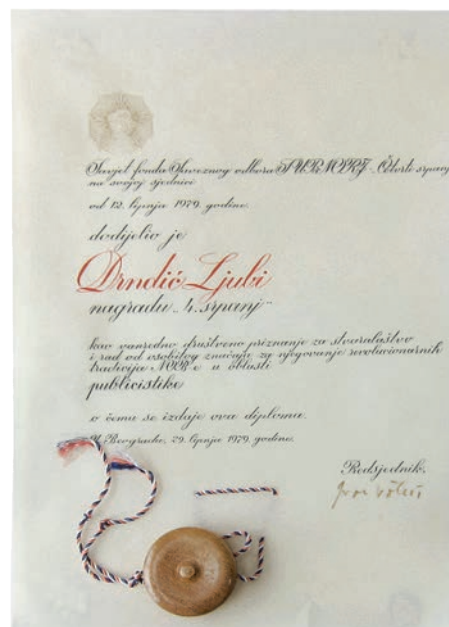 Savjet fonda Saveznog odbora SUBNORJ - Četvrti srpanj
na svojoj sjednici
od 12. lipnja 1979. godine
dodijelio je
Drndić Ljubi
nagradu „4. srpanj“
kao vanredno društveno priznanje za stvaralaštvo
i rad od osobitog značaja za njegovanje revolucionarnih
tradicija NOB-e u oblasti
publicistike
o čemu se izdaje ova diploma.
U Beogradu, 29. lipnja 1979. godine.
Predsjednik,